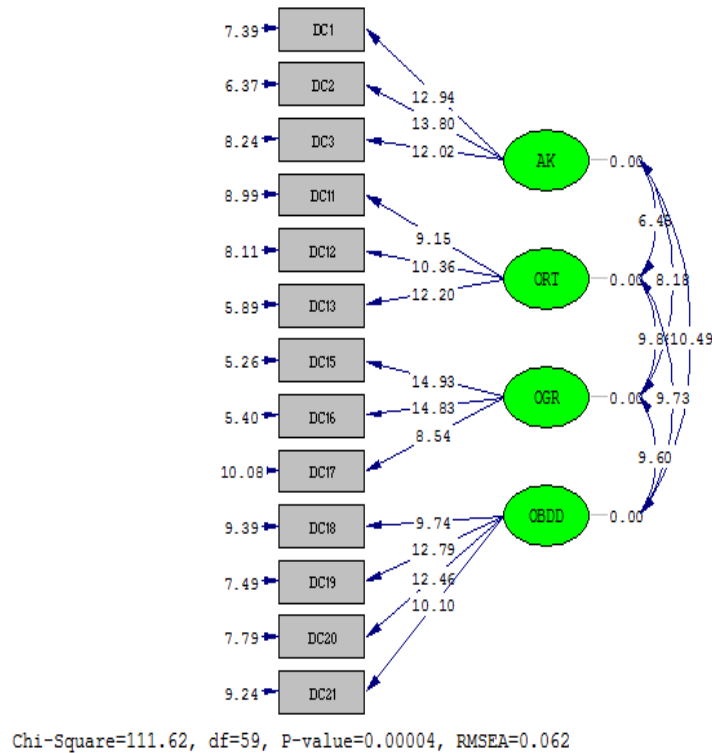 7.39 DC1
6.37 DC2
12.94
13.80
8.24 DC3
12.02
AK 0.00
8.99 DC11
6.48
9.15
8.11 DC12
10.36
ORT 0.00 8.18
5.89 DC13
12.20
10.49
5.26 DC15
14.93
OGR 0.00 9.73
5.40 DC16
14.83
8.54
10.08 DC17
9.60
9.39 DC18
9.74
OBDD 0.00
12.79
7.49 DC19
12.46
10.10
7.79 DC20
9.24 DC21
Chi-Square=111.62, df=59, P-value=0.00004, RMSEA=0.062